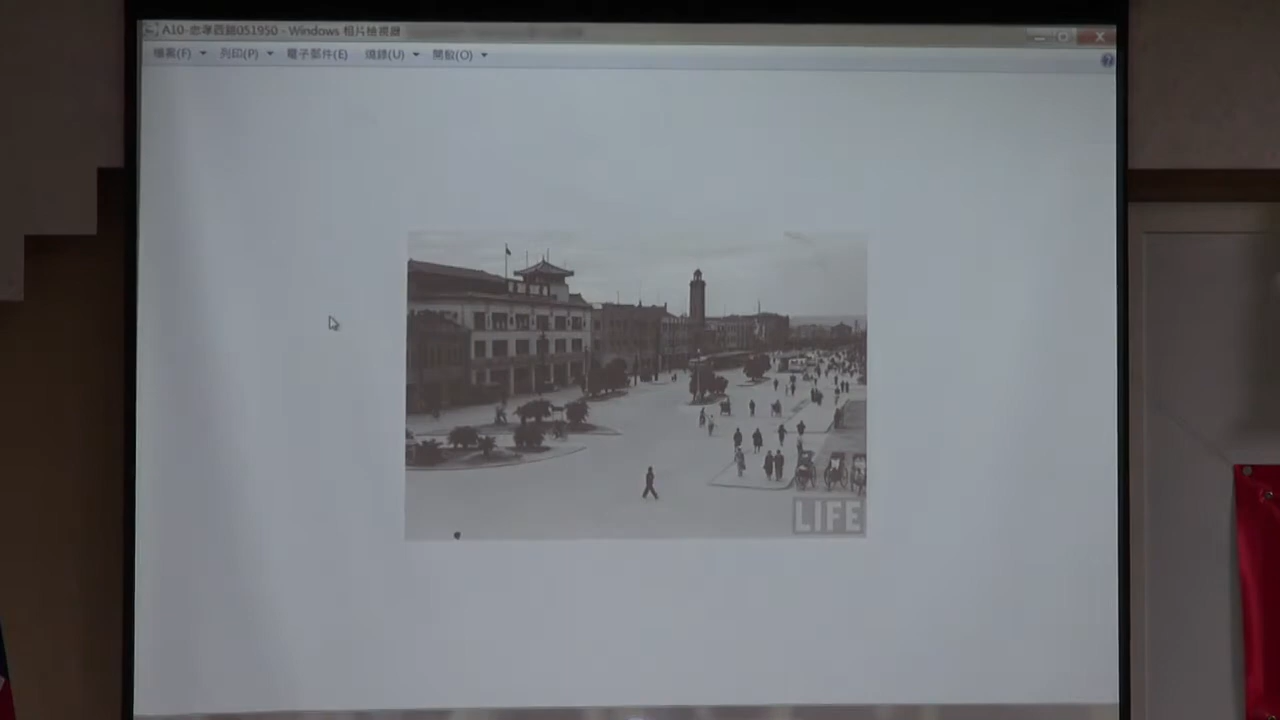 A10-忠孝西路051950 - Windows 相片檢視器
檔案(F) 列印(P) 電子郵件(E) 燒錄(U) 開啟(O)
LIFE